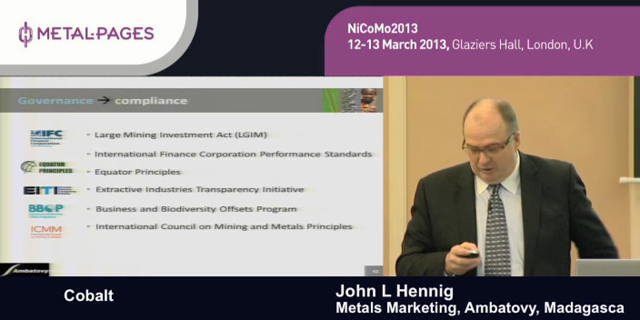 METAL-PAGES
NiCoMo2013
12-13 March 2013, Glaziers Hall, London, U.K
Governance → compliance
IFC
- Large Mining Investment Act (LGIM)
- International Finance Corporation Performance Standards
EQUATOR
PRINCIPLES
- Equator Principles
EITI
- Extractive Industries Transparency Initiative
BBOP
- Business and Biodiversity Offsets Program
ICMM
- International Council on Mining and Metals Principles
Ambatovy
Cobalt
John L Hennig
Metals Marketing, Ambatovy, Madagasca